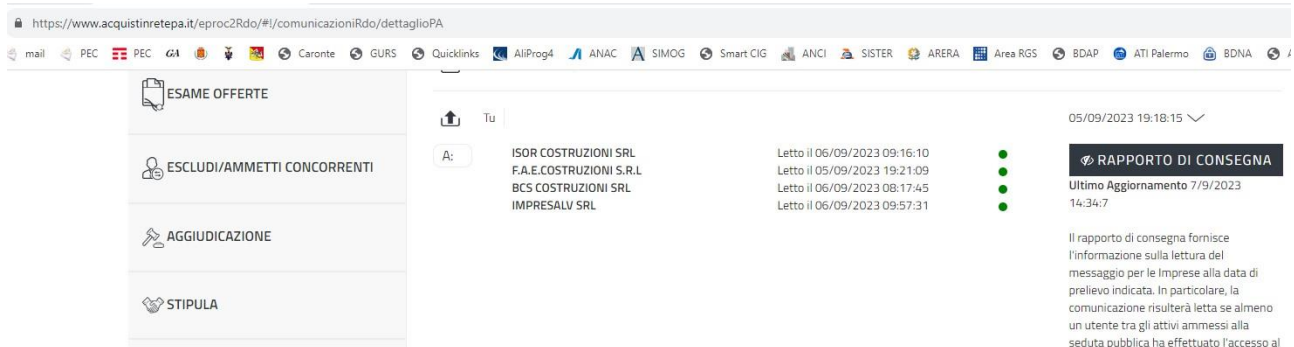 https://www.acquistinretepa.it/eproc2Rdo/#!/comunicazioniRdo/dettaglioPA
mail PEC PEC GA Caronte GURS Quicklinks AliProg4 ANAC SIMOG Smart CIG ANCI SISTER ARERA Area RGS BDAP ATI Palermo BDNA
ESAME OFFERTE
ESCLUDI/AMMETTI CONCORRENTI
AGGIUDICAZIONE
STIPULA
Tu
05/09/2023 19:18:15
A:
ISOR COSTRUZIONI SRL Letto il 06/09/2023 09:16:10
F.A.E.COSTRUZIONI S.R.L Letto il 05/09/2023 19:21:09
BCS COSTRUZIONI SRL Letto il 06/09/2023 08:17:45
IMPRESALV SRL Letto il 06/09/2023 09:57:31
RAPPORTO DI CONSEGNA
Ultimo Aggiornamento 7/9/2023
14:34:7
Il rapporto di consegna fornisce
l'informazione sulla lettura del
messaggio per le Imprese alla data di
prelievo indicata. In particolare, la
comunicazione risulterà letta se almeno
un utente tra gli attivi ammessi alla
seduta pubblica ha effettuato l'accesso al